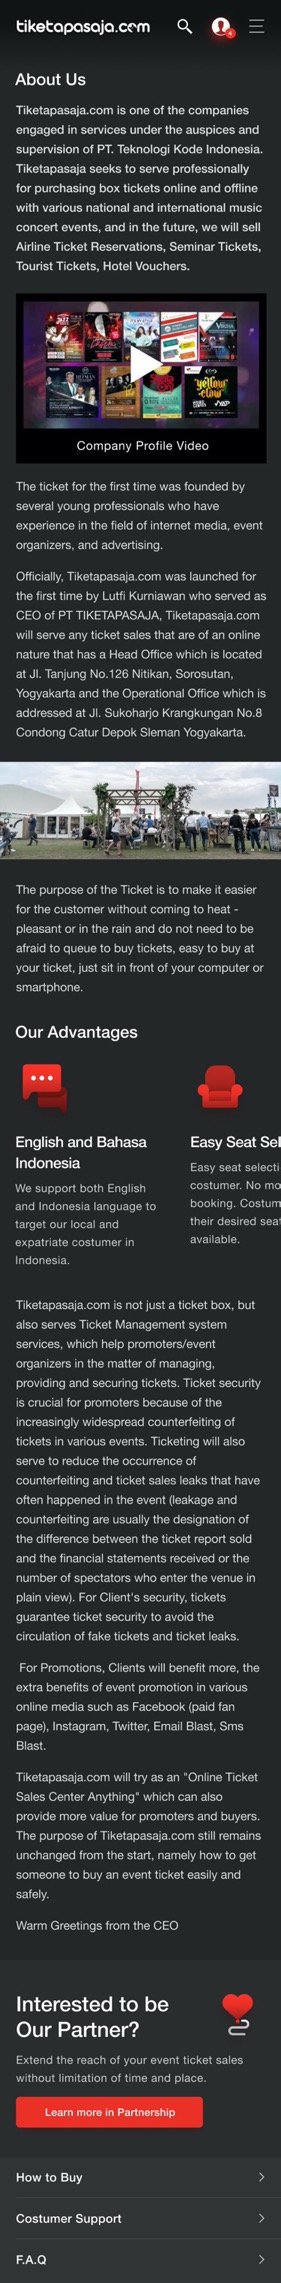 tiketapasaja.com
4
About Us
Tiketapasaja.com is one of the companies
engaged in services under the auspices and
supervision of PT. Teknologi Kode Indonesia.
Tiketapasaja seeks to serve professionally
for purchasing box tickets online and offline
with various national and international music
concert events, and in the future, we will sell
Airline Ticket Reservations, Seminar Tickets,
Tourist Tickets, Hotel Vouchers.
yellow
claw
Company Profile Video
The ticket for the first time was founded by
several young professionals who have
experience in the field of internet media, event
organizers, and advertising.
Officially, Tiketapasaja.com was launched for
the first time by Lutfi Kurniawan who served as
CEO of PT TIKETAPASAJA, Tiketapasaja.com
will serve any ticket sales that are of an online
nature that has a Head Office which is located
at Jl. Tanjung No.126 Nitikan, Sorosutan,
Yogyakarta and the Operational Office which is
addressed at Jl. Sukoharjo Krangkungan No.8
Condong Catur Depok Sleman Yogyakarta.
The purpose of the Ticket is to make it easier
for the customer without coming to heat -
pleasant or in the rain and do not need to be
afraid to queue to buy tickets, easy to buy at
your ticket, just sit in front of your computer or
smartphone.
Our Advantages
English and Bahasa
Indonesia
We support both English
and Indonesia language to
target our local and
expatriate costumer in
Indonesia.
Easy Seat Sel
Easy seat selecti
costumer. No mo
booking. Costum
their desired seat
available.
Tiketapasaja.com is not just a ticket box, but
also serves Ticket Management system
services, which help promoters/event
organizers in the matter of managing,
providing and securing tickets. Ticket security
is crucial for promoters because of the
increasingly widespread counterfeiting of
tickets in various events. Ticketing will also
serve to reduce the occurrence of
counterfeiting and ticket sales leaks that have
often happened in the event (leakage and
counterfeiting are usually the designation of
the difference between the ticket report sold
and the financial statements received or the
number of spectators who enter the venue in
plain view). For Client's security, tickets
guarantee ticket security to avoid the
circulation of fake tickets and ticket leaks.
For Promotions, Clients will benefit more, the
extra benefits of event promotion in various
online media such as Facebook (paid fan
page), Instagram, Twitter, Email Blast, Sms
Blast.
Tiketapasaja.com will try as an "Online Ticket
Sales Center Anything" which can also
provide more value for promoters and buyers.
The purpose of Tiketapasaja.com still remains
unchanged from the start, namely how to get
someone to buy an event ticket easily and
safely.
Warm Greetings from the CEO
Interested to be
Our Partner?
Extend the reach of your event ticket sales
without limitation of time and place.
Learn more in Partnership
How to Buy
Costumer Support
F.A.Q